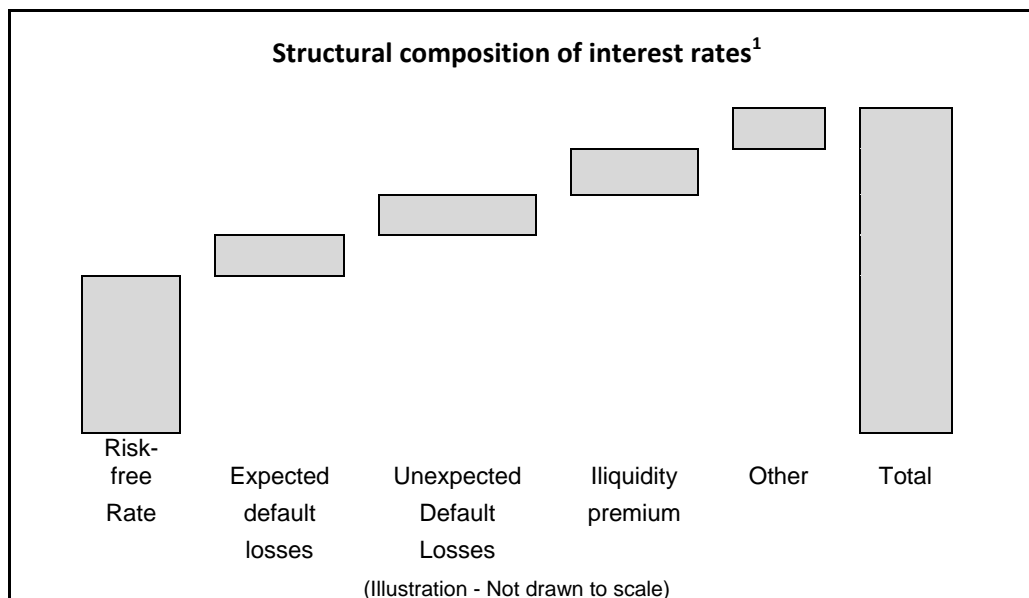 Structural composition of interest rates1
Risk-
free Expected Unexpected Iliquidity Other Total
Rate default Default premium
losses Losses
(Illustration - Not drawn to scale)